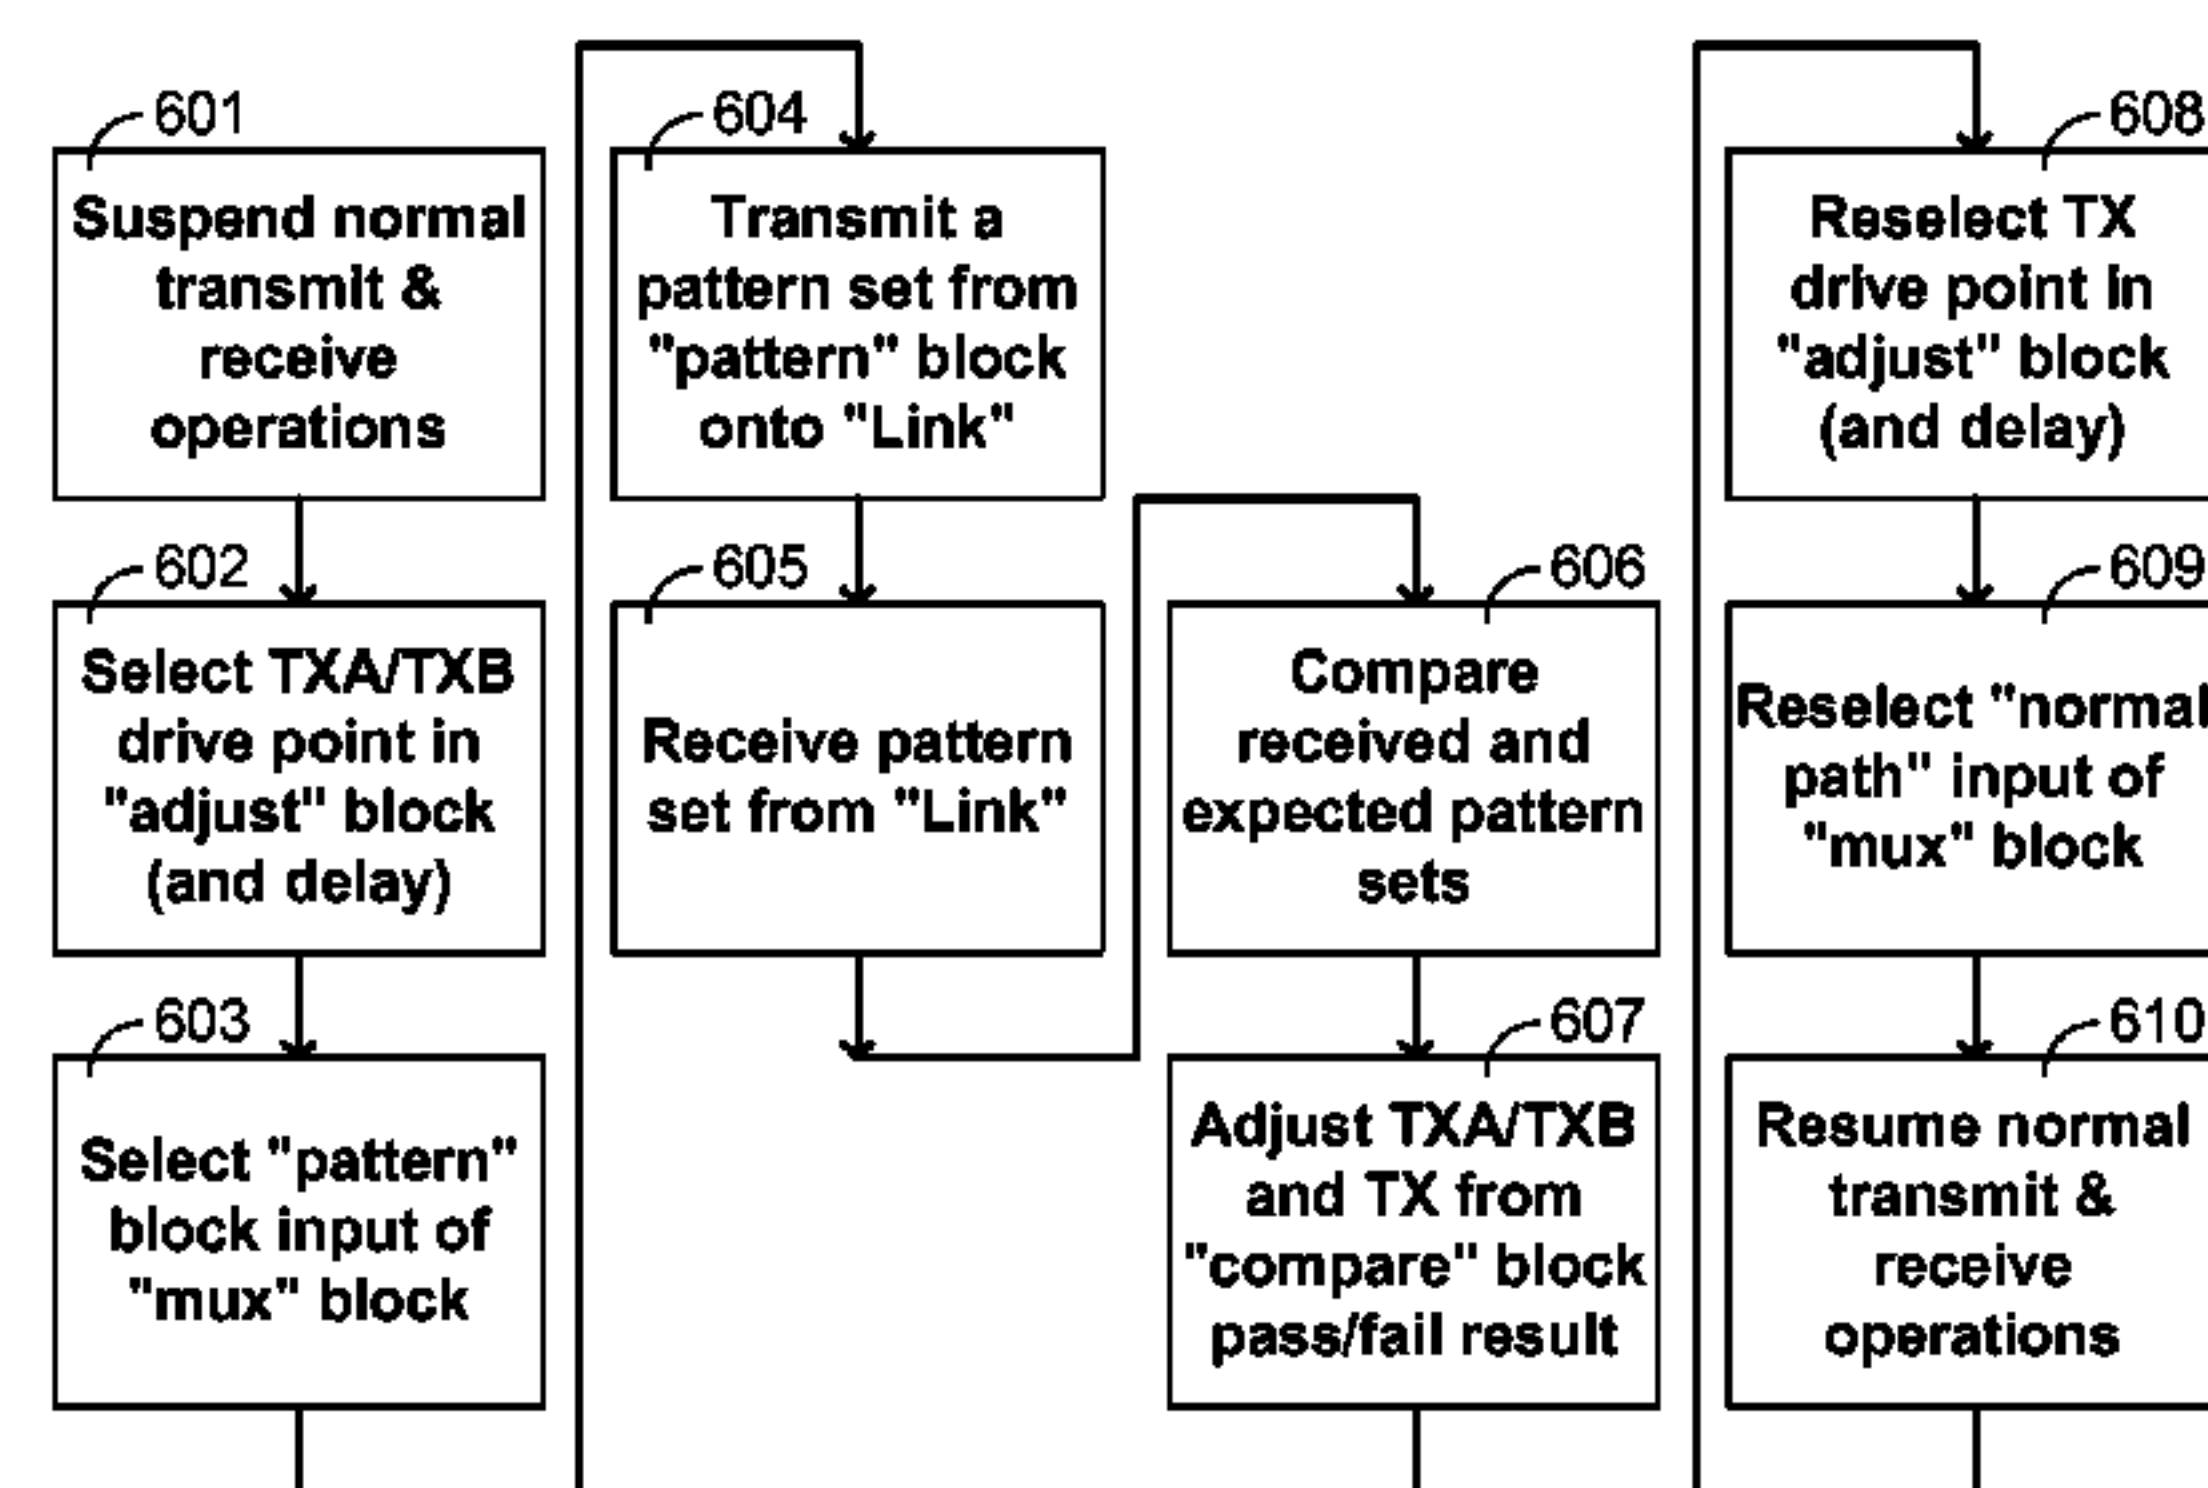 601
Suspend normal
transmit &
receive
operations
602
Select TXA/TXB
drive point in
"adjust" block
(and delay)
603
Select "pattern"
block input of
"mux" block
604
Transmit a
pattern set from
"pattern" block
onto "Link"
605
Receive pattern
set from "Link"
606
Compare
received and
expected pattern
sets
607
Adjust TXA/TXB
and TX from
"compare" block
pass/fail result
608
Reselect TX
drive point in
"adjust" block
(and delay)
609
Reselect "normal
path" input of
"mux" block
610
Resume normal
transmit &
receive
operations